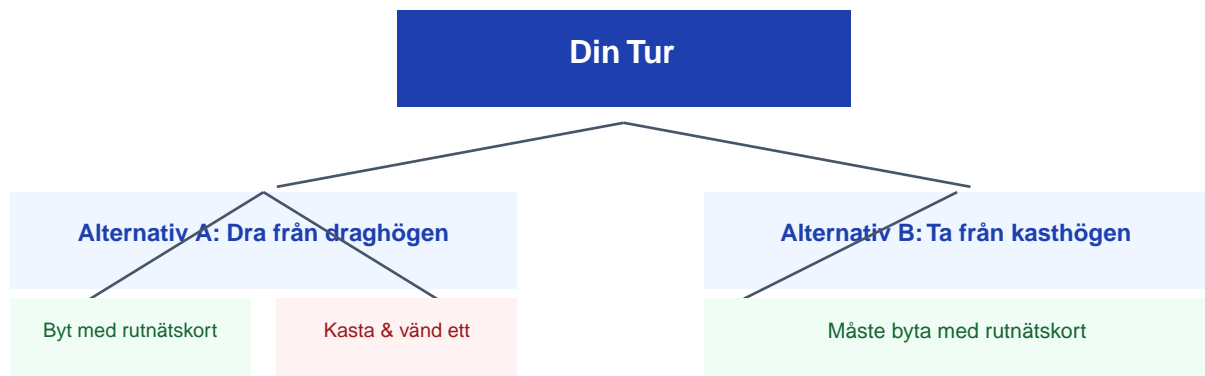 Din Tur
Alternativ A: Dra från draghögen
Alternativ B: Ta från kasthögen
Byt med rutnätskort
Kasta & vänd ett
Måste byta med rutnätskort